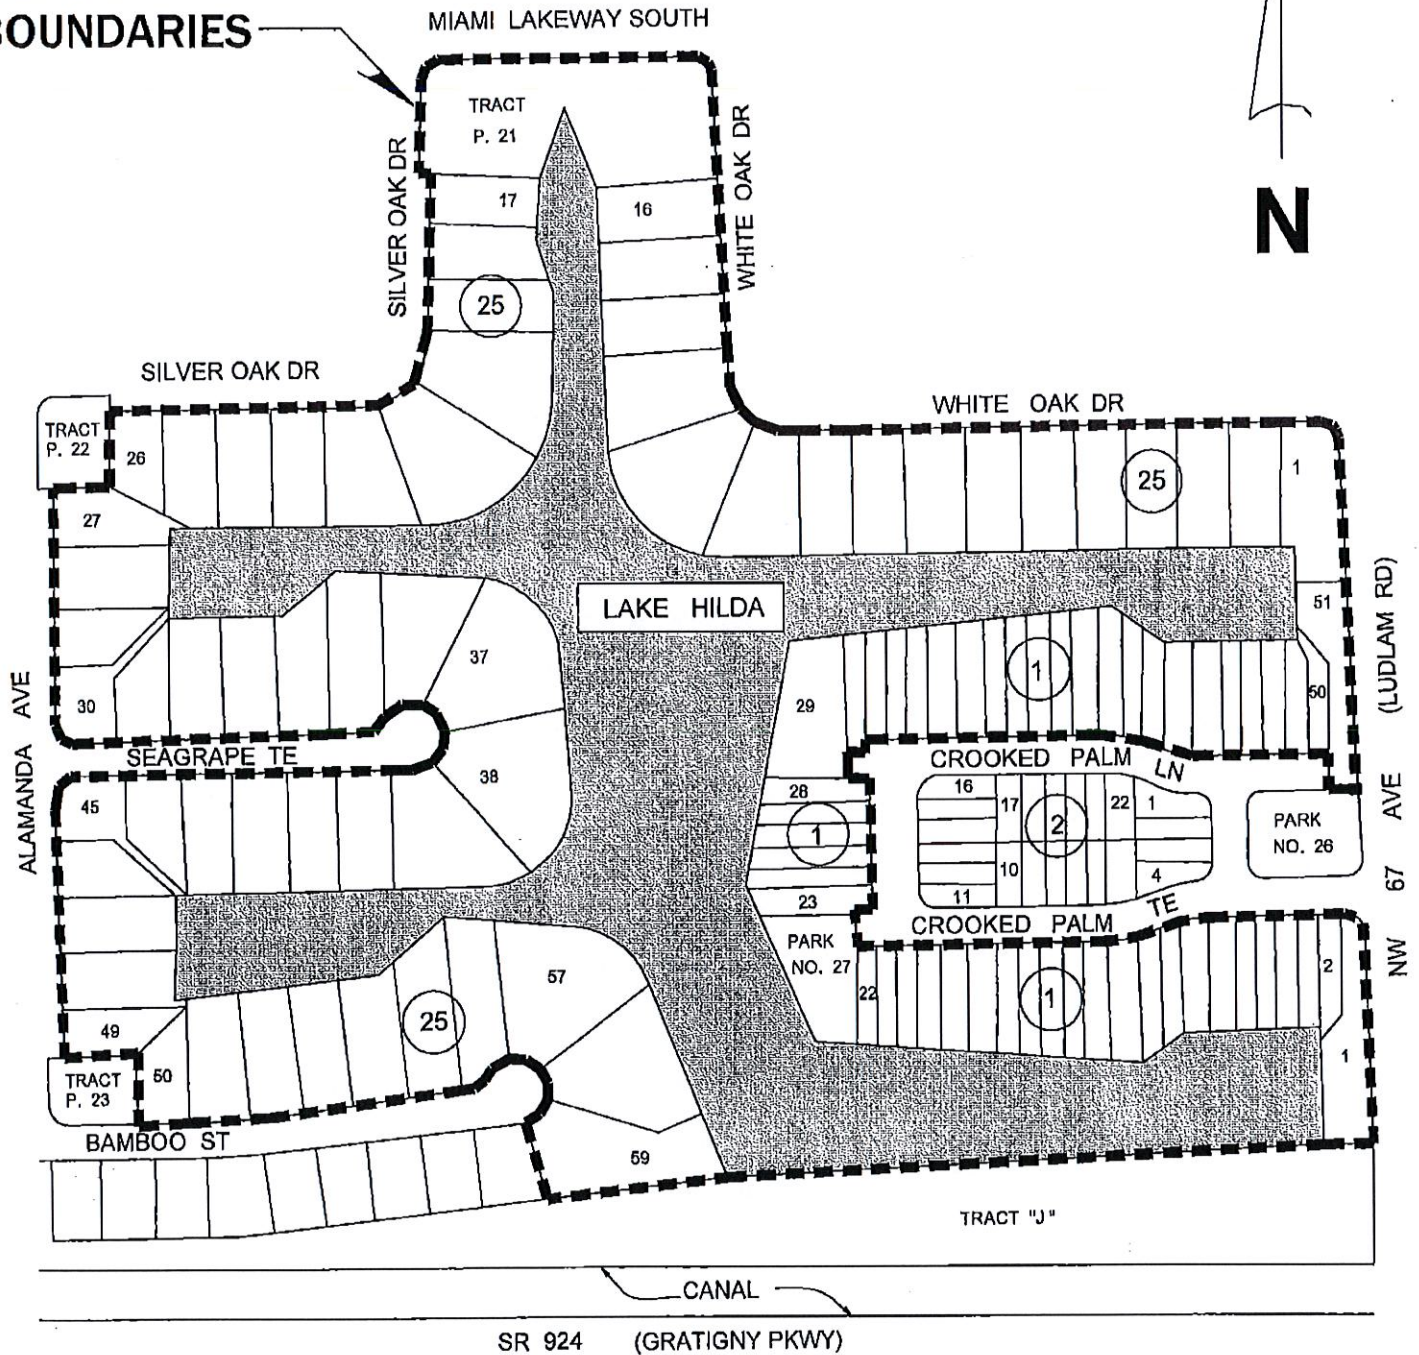 MIAMI LAKEWAY SOUTH
OUNDARIES
TRACT
P. 21
N
SILVER OAK DR
WHITE OAK DR
17
16
25
SILVER OAK DR
WHITE OAK DR
TRACT
P. 22
26
25
1
27
LAKE HILDA
51
(LUDLAM RD)
37
1
50
30
29
ALAMANDA AVE
SEAGRAPE TE
CROOKED PALM LN
38
28
16
17
22
1
45
1
2
PARK
NO. 26
NW 67 AVE
10
4
23
11
CROOKED PALM TE
PARK
NO. 27
57
22
2
25
1
49
1
50
TRACT
P. 23
BAMBOO ST
59
TRACT "J"
CANAL
SR 924 (GRATIGNY PKWY)